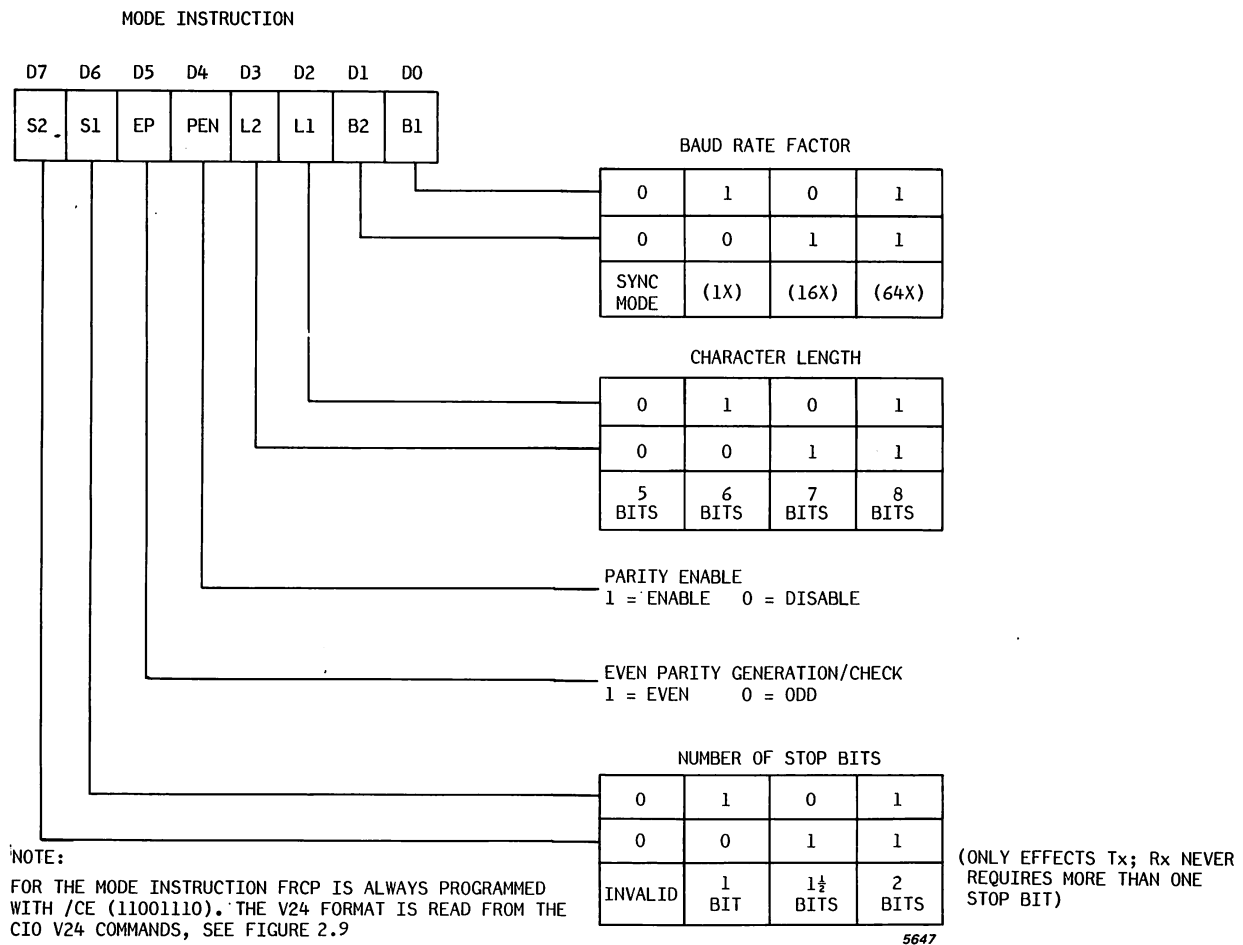 MODE INSTRUCTION
D7 D6 D5 D4 D3 D2 D1 D0
S2 S1 EP PEN L2 L1 B2 B1
BAUD RATE FACTOR
0 1 0 1
0 0 1 1
SYNC MODE (1X) (16X) (64X)
CHARACTER LENGTH
0 1 0 1
0 0 1 1
5 BITS 6 BITS 7 BITS 8 BITS
PARITY ENABLE
1 = ENABLE 0 = DISABLE
EVEN PARITY GENERATION/CHECK
1 = EVEN 0 = ODD
NUMBER OF STOP BITS
0 1 0 1
0 0 1 1
INVALID 1 BIT 1½ BITS 2 BITS
(ONLY EFFECTS Tx; Rx NEVER
REQUIRES MORE THAN ONE
STOP BIT)
NOTE:
FOR THE MODE INSTRUCTION FRCP IS ALWAYS PROGRAMMED
WITH /CE (11001110). THE V24 FORMAT IS READ FROM THE
CIO V24 COMMANDS, SEE FIGURE 2.9
5647